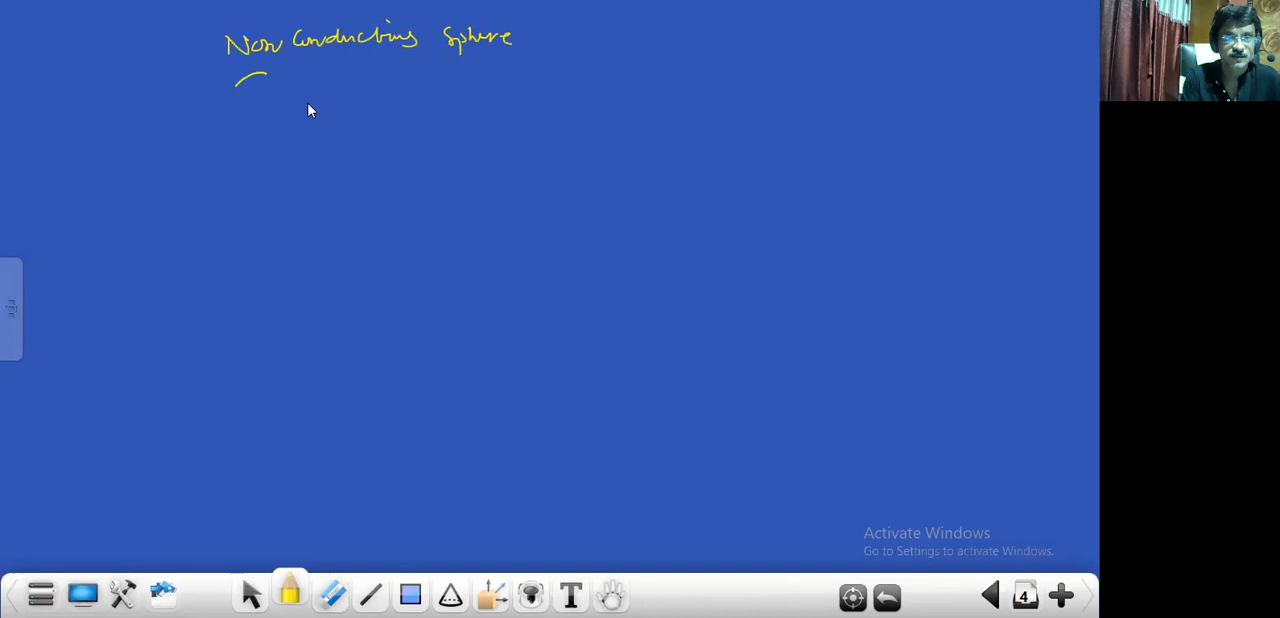 Non Conducting Sphere
Activate Windows
Go to Settings to activate Windows.
T
4